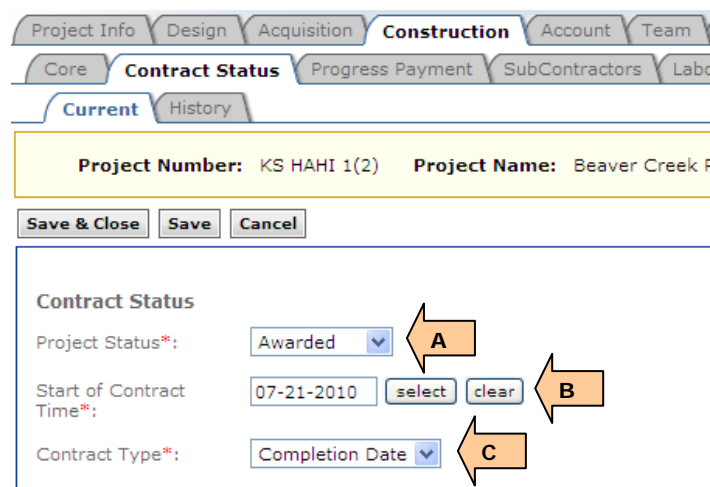 Project Info Design Acquisition Construction Account Team
Core Contract Status Progress Payment SubContractors
Current History
Project Number: KS HAHI 1(2) Project Name: Beaver Creek
Save & Close Save Cancel
Contract Status
Project Status*: Awarded A
Start of Contract Time*: 07-21-2010 select clear B
Contract Type*: Completion Date C